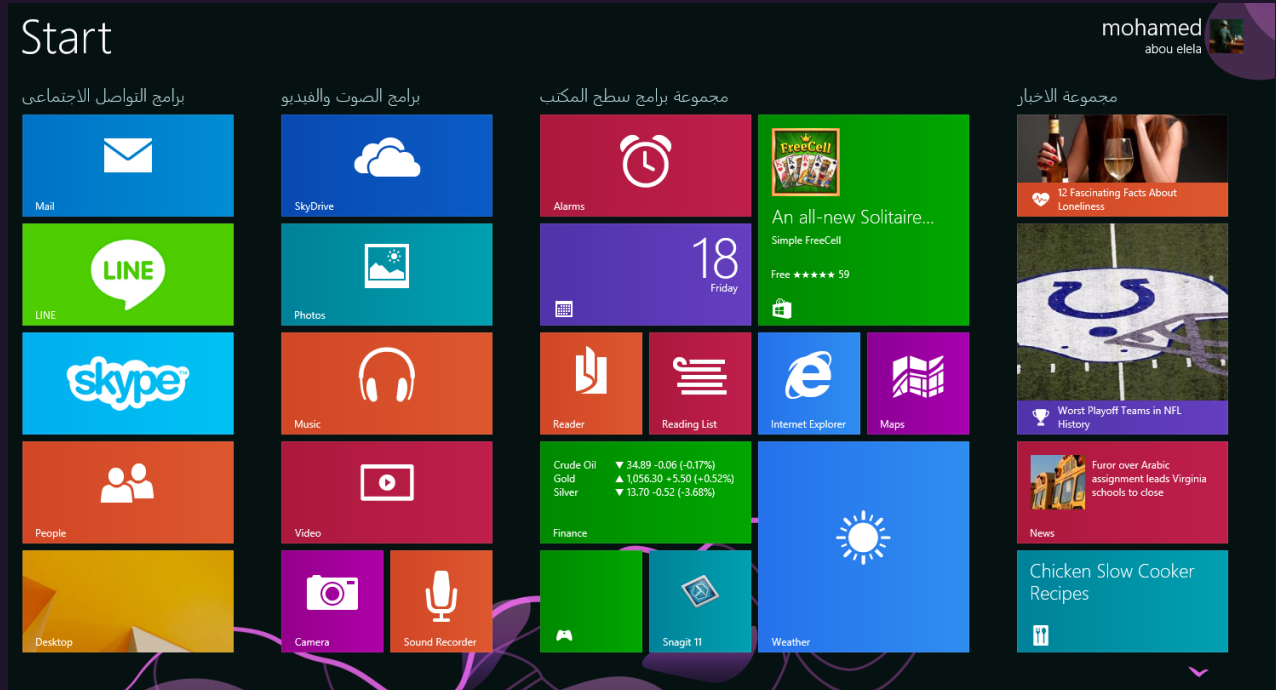 Start
mohamed
abou elela
برامج التواصل الاجتماعى
Mail
LINE
LINE
skype™
People
Desktop
برامج الصوت والفيديو
SkyDrive
Photos
Music
Video
Camera
Sound Recorder
مجموعة برامج سطح المكتب
Alarms
FreeCell
An all-new Solitaire...
Simple FreeCell
Free ★★★★★ 59
18
Friday
Reader
Reading List
Internet Explorer
Maps
Crude Oil ▼ 34.89 -0.06 (-0.17%)
Gold ▲ 1,056.30 +5.50 (+0.52%)
Silver ▼ 13.70 -0.52 (-3.68%)
Finance
Snagit 11
Weather
مجموعة الاخبار
12 Fascinating Facts About
Loneliness
Worst Playoff Teams in NFL
History
Furor over Arabic
assignment leads Virginia
schools to close
News
Chicken Slow Cooker
Recipes